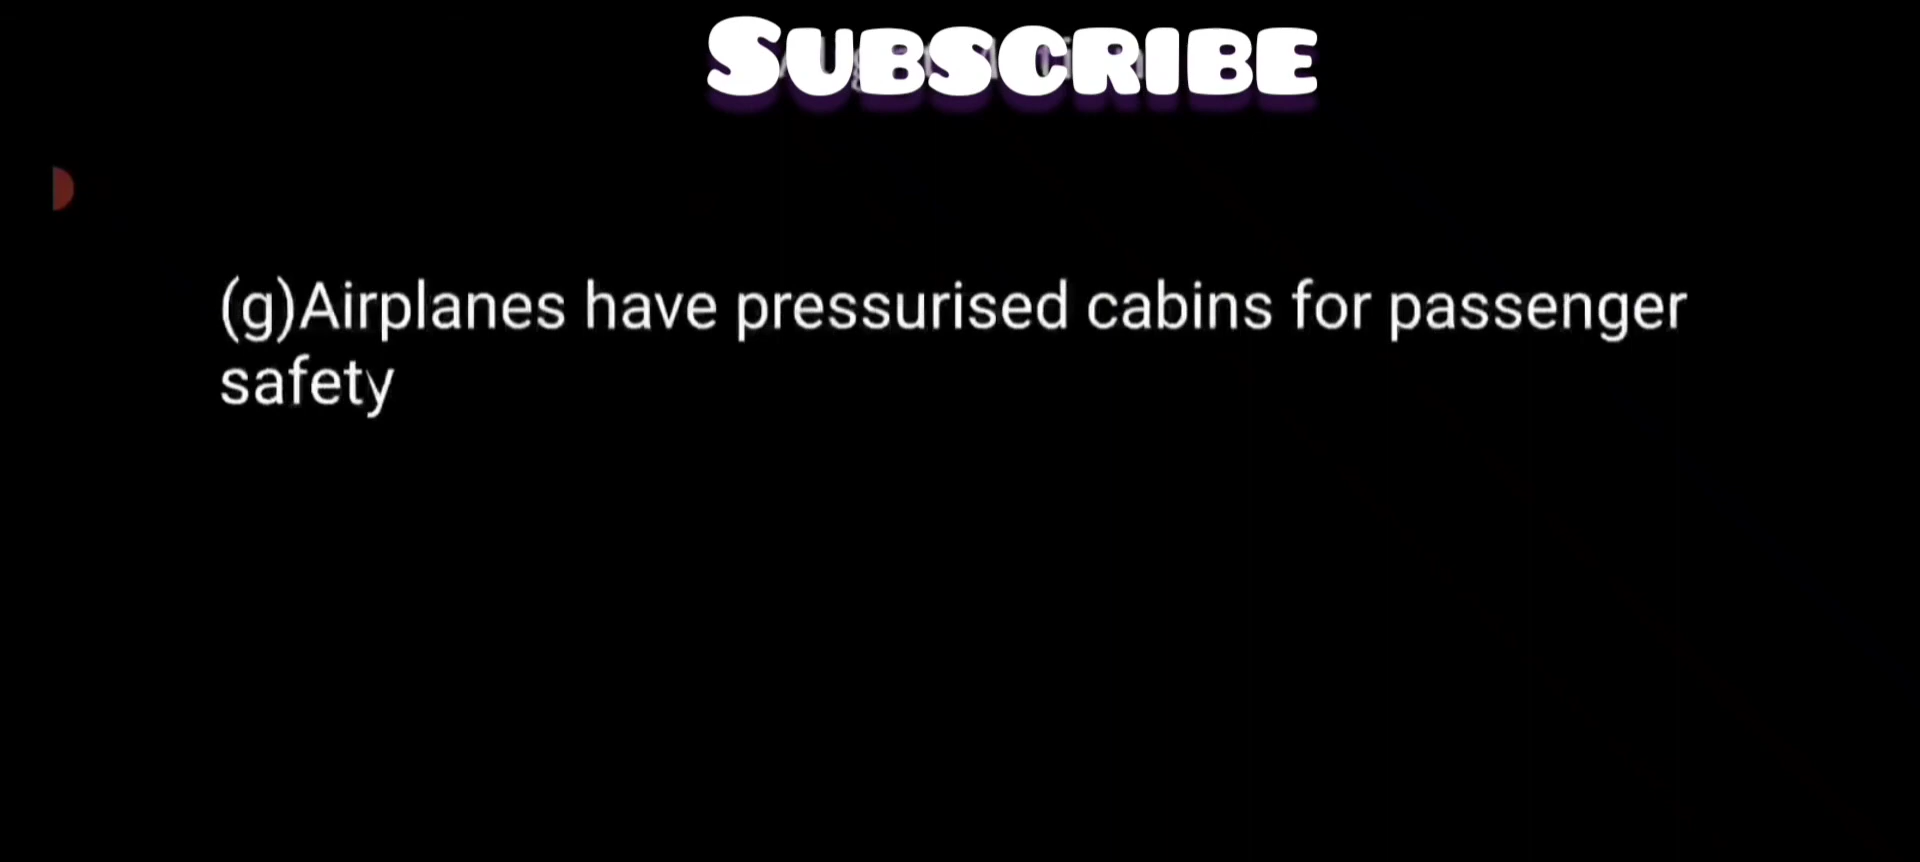 SUBSCRIBE
(g)Airplanes have pressurised cabins for passenger
safety